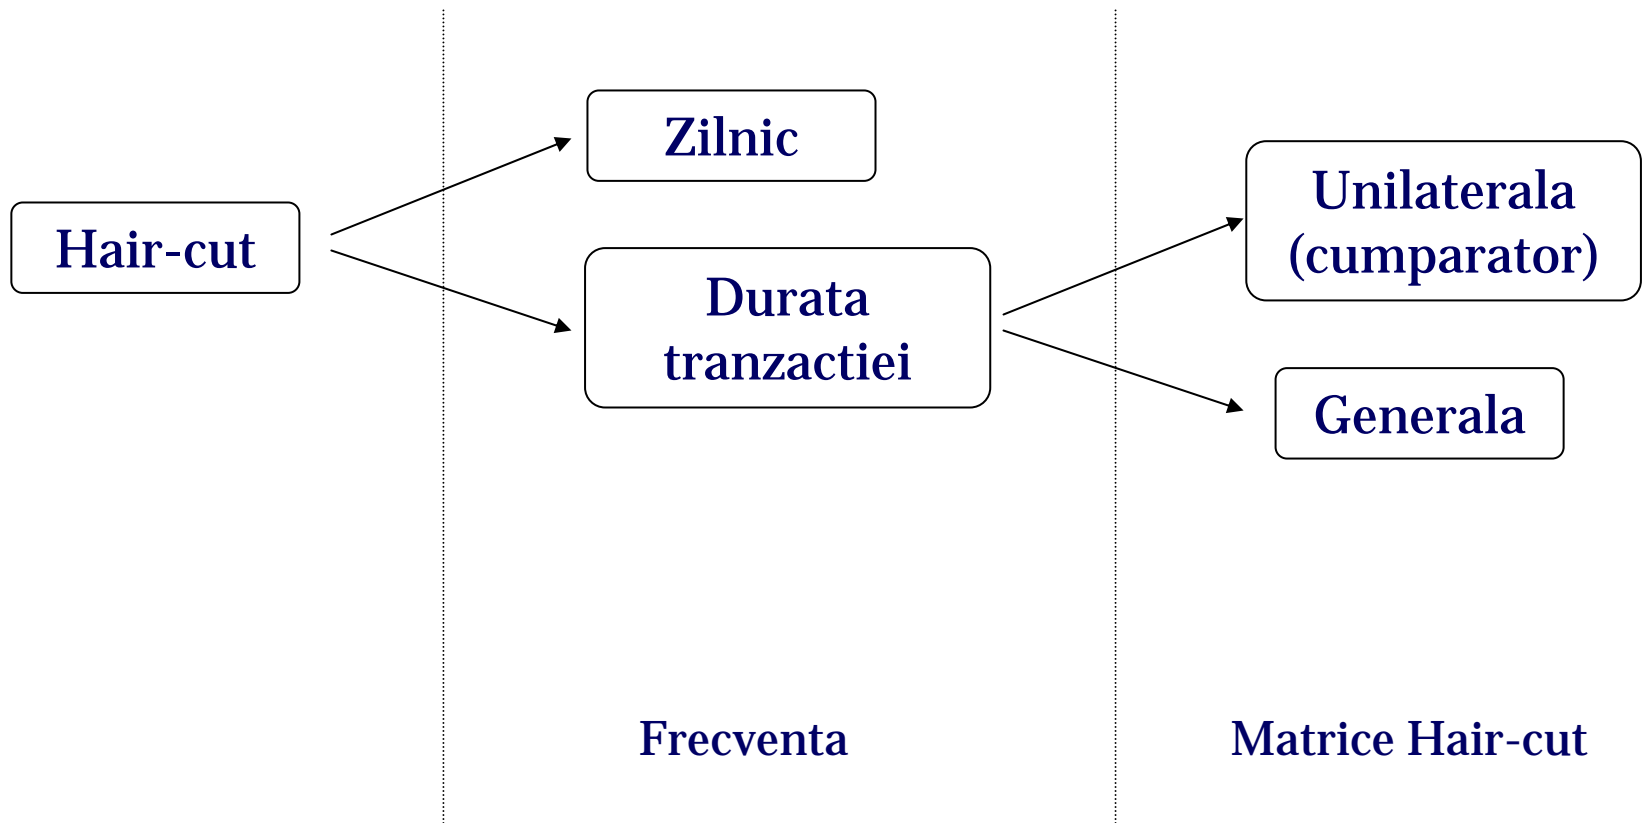 Hair-cut
Zilnic
Durata
tranzactiei
Unilaterala
(cumparator)
Generala
Frecventa
Matrice Hair-cut